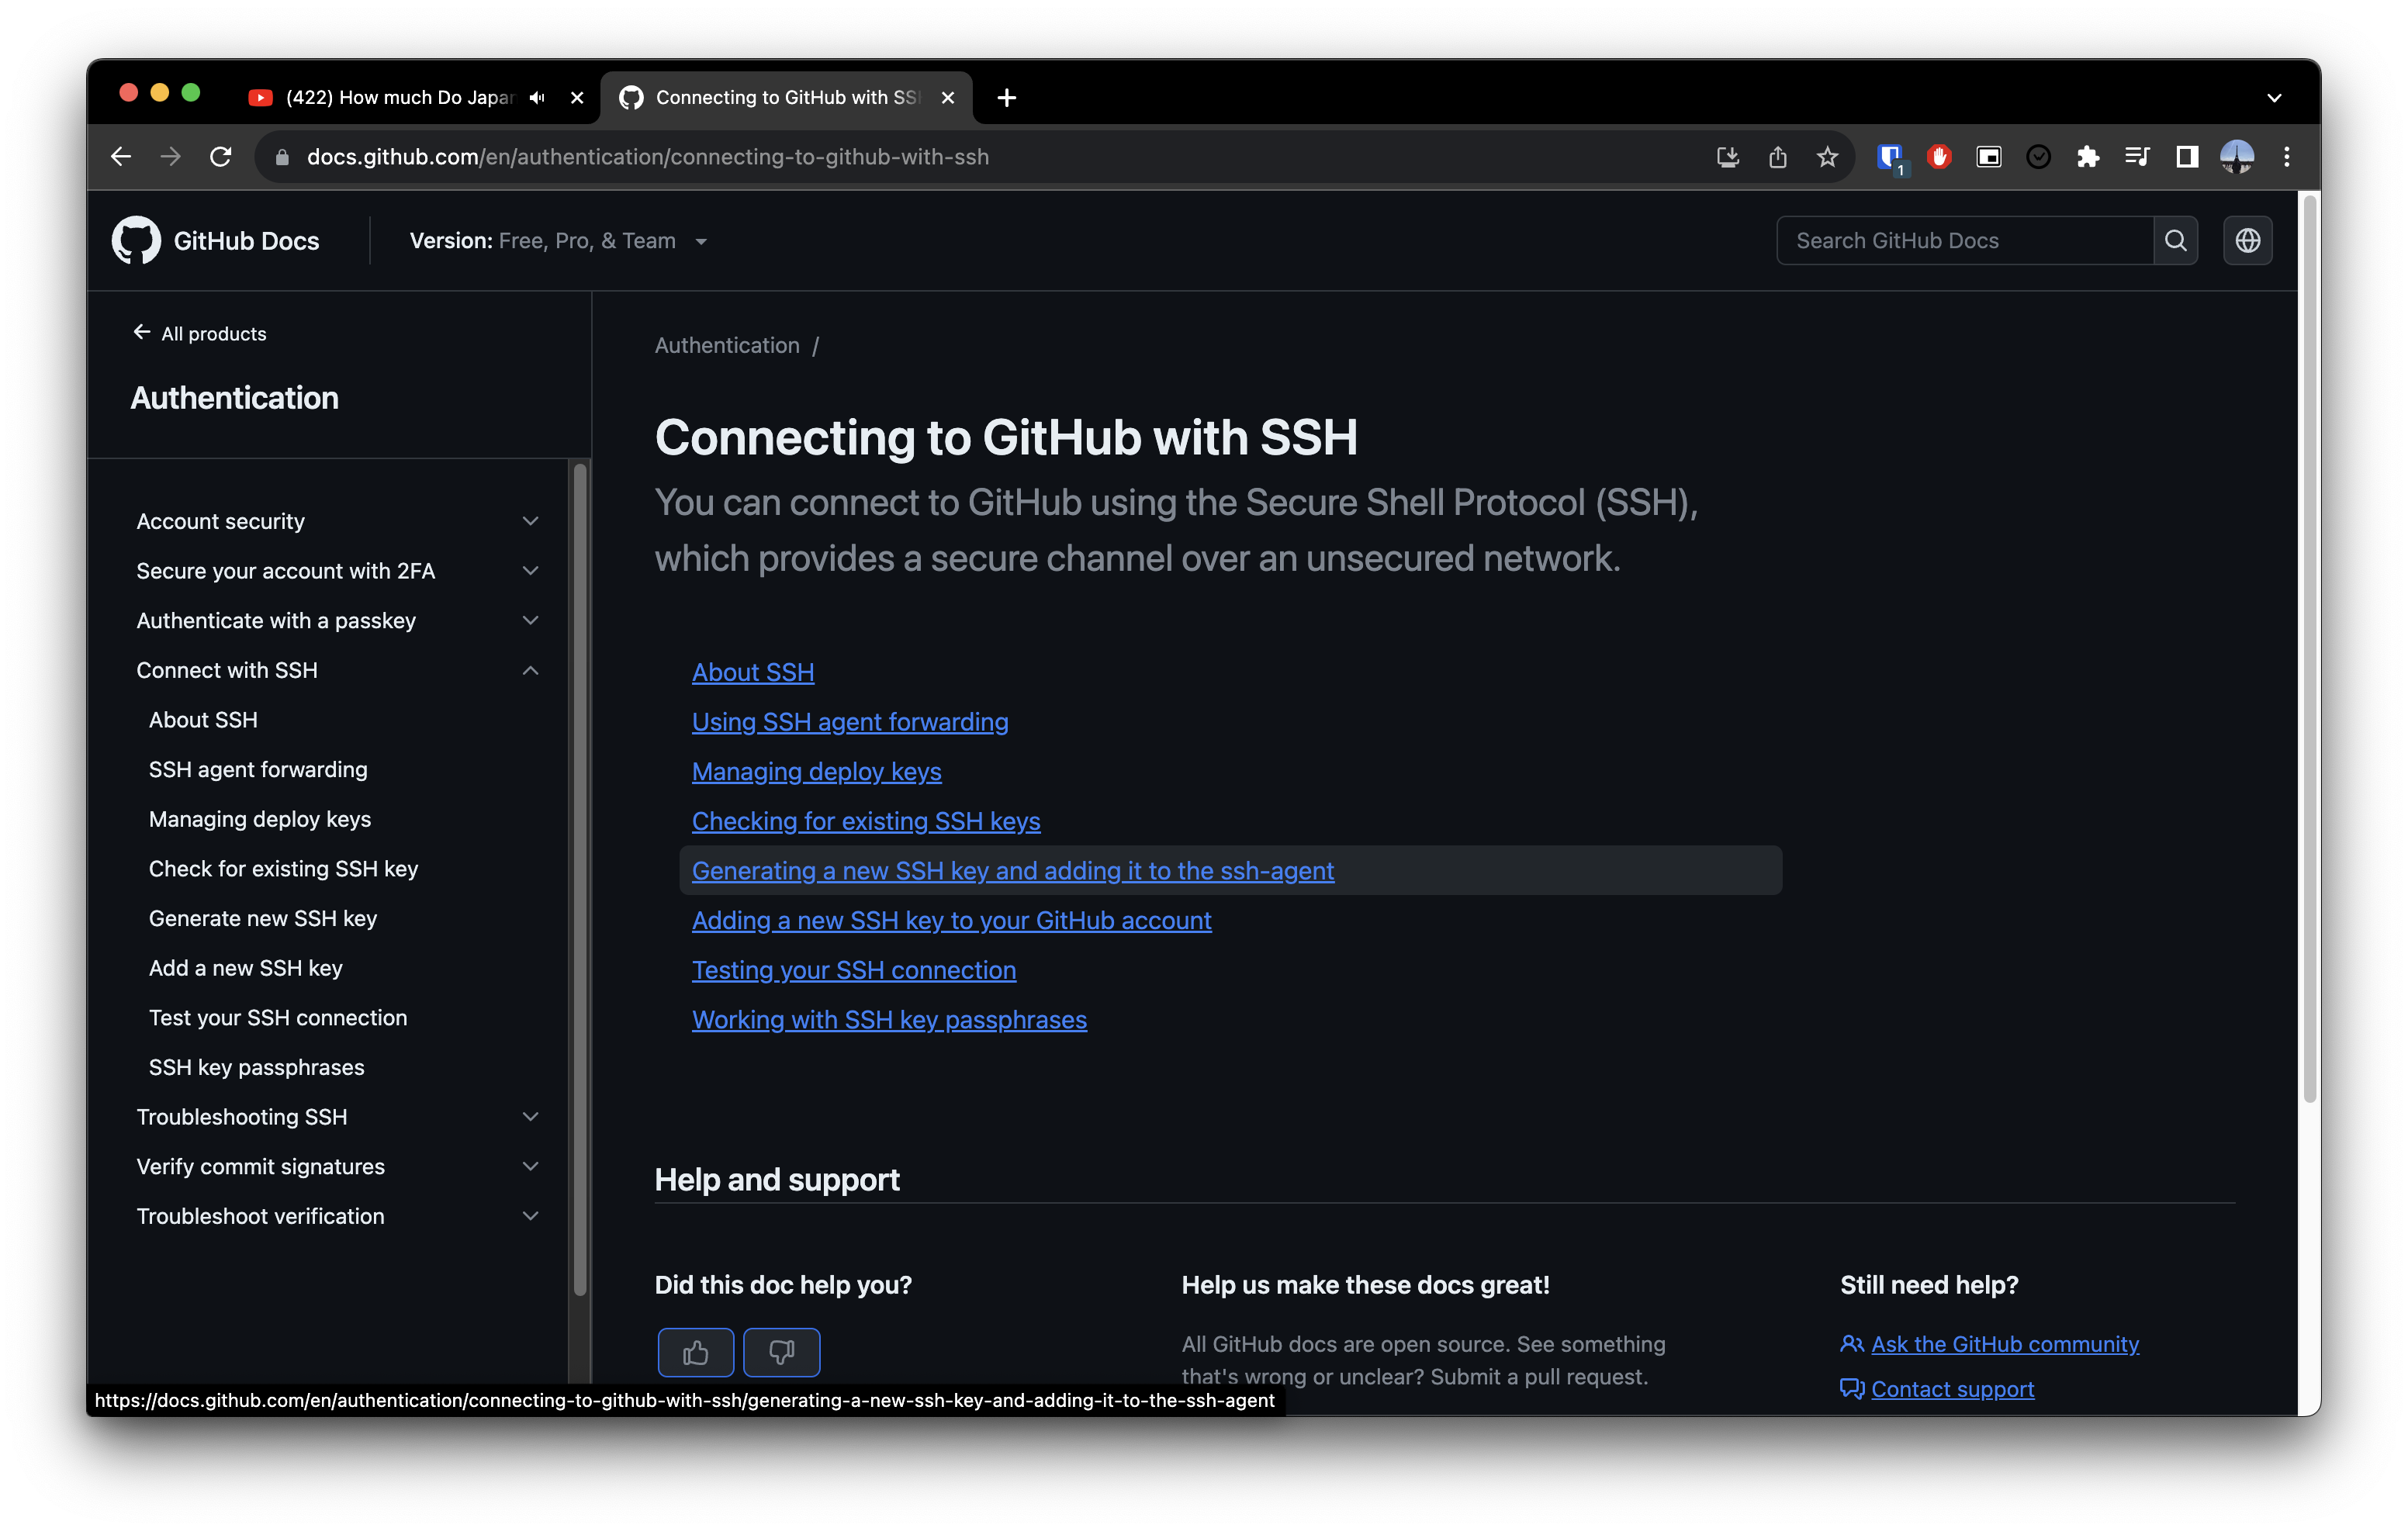 (422) How much Do Japar
Connecting to GitHub with SS
docs.github.com/en/authentication/connecting-to-github-with-ssh
1
GitHub Docs
Version: Free, Pro, & Team
Search GitHub Docs
All products
Authentication
Account security
Secure your account with 2FA
Authenticate with a passkey
Connect with SSH
About SSH
SSH agent forwarding
Managing deploy keys
Check for existing SSH key
Generate new SSH key
Add a new SSH key
Test your SSH connection
SSH key passphrases
Troubleshooting SSH
Verify commit signatures
Troubleshoot verification
Authentication /
Connecting to GitHub with SSH
You can connect to GitHub using the Secure Shell Protocol (SSH),
which provides a secure channel over an unsecured network.
About SSH
Using SSH agent forwarding
Managing deploy keys
Checking for existing SSH keys
Generating a new SSH key and adding it to the ssh-agent
Adding a new SSH key to your GitHub account
Testing your SSH connection
Working with SSH key passphrases
Help and support
Did this doc help you?
Help us make these docs great!
All GitHub docs are open source. See something
that's wrong or unclear? Submit a pull request.
Still need help?
Ask the GitHub community
Contact support
https://docs.github.com/en/authentication/connecting-to-github-with-ssh/generating-a-new-ssh-key-and-adding-it-to-the-ssh-agent